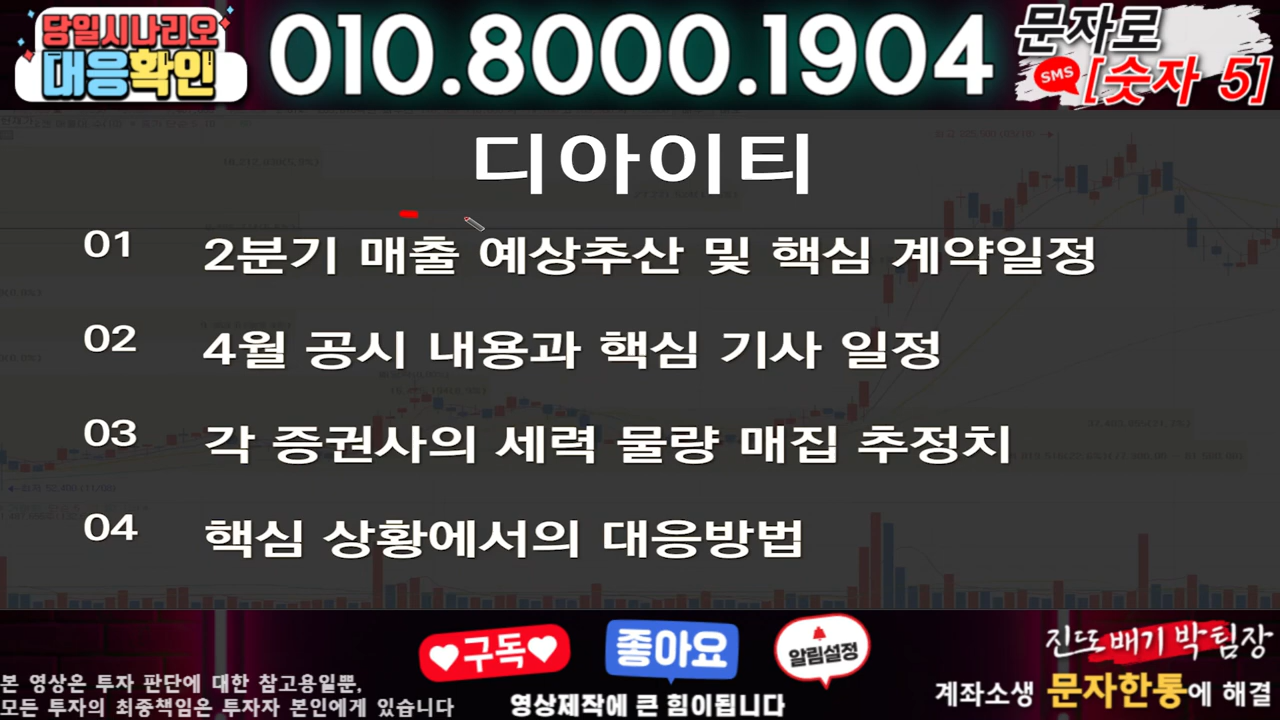 당일시나리오
대응확인
010.8000.1904
문자로
SMS [숫자 5]
디아이티
01 2분기 매출 예상추산 및 핵심 계약일정
02 4월 공시 내용과 핵심 기사 일정
03 각 증권사의 세력 물량 매집 추정치
04 핵심 상황에서의 대응방법
구독
좋아요
알림설정
영상제작에 큰 힘이됩니다
본 영상은 투자 판단에 대한 참고용일뿐,
모든 투자의 최종책임은 투자자 본인에게 있습니다
진또배기 박팀장
계좌소생 문자한통에 해결